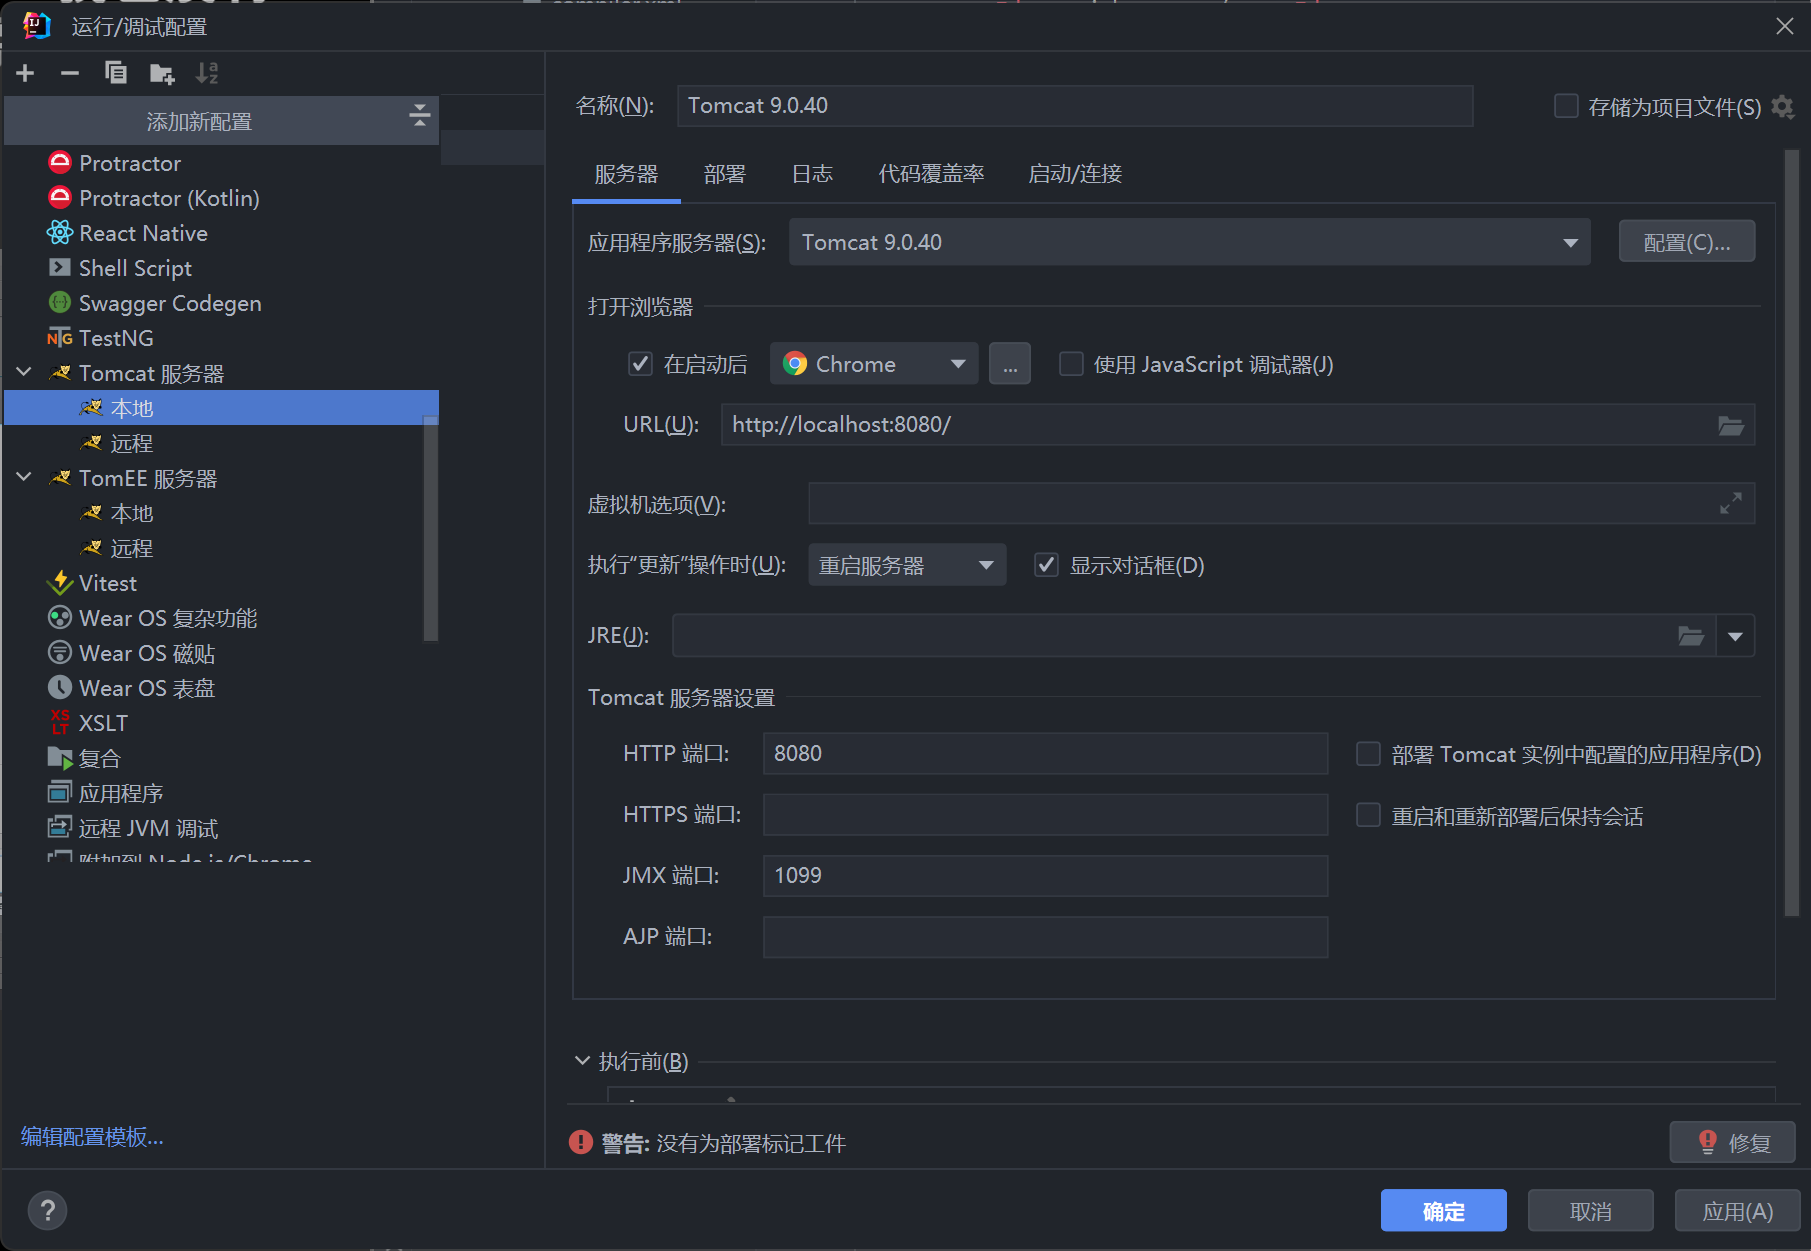 运行/调试配置
添加新配置
Protractor
Protractor (Kotlin)
React Native
Shell Script
Swagger Codegen
TestNG
Tomcat 服务器
本地
远程
TomEE 服务器
本地
远程
Vitest
Wear OS 复杂功能
Wear OS 磁贴
Wear OS 表盘
XSLT
复合
应用程序
远程 JVM 调试
附加到 Node.js/Chrome
编辑配置模板...
名称(N):
Tomcat 9.0.40
存储为项目文件(S)
服务器 部署 日志 代码覆盖率 启动/连接
应用程序服务器(S): Tomcat 9.0.40 配置(C)...
打开浏览器
在启动后 Chrome ... 使用 JavaScript 调试器(J)
URL(U): http://localhost:8080/
虚拟机选项(V):
执行“更新”操作时(U): 重启服务器 显示对话框(D)
JRE(J):
Tomcat 服务器设置
HTTP 端口: 8080 部署 Tomcat 实例中配置的应用程序(D)
HTTPS 端口: 重启和重新部署后保持会话
JMX 端口: 1099
AJP 端口:
执行前(B)
警告: 没有为部署标记工件 修复
? 确定 取消 应用(A)